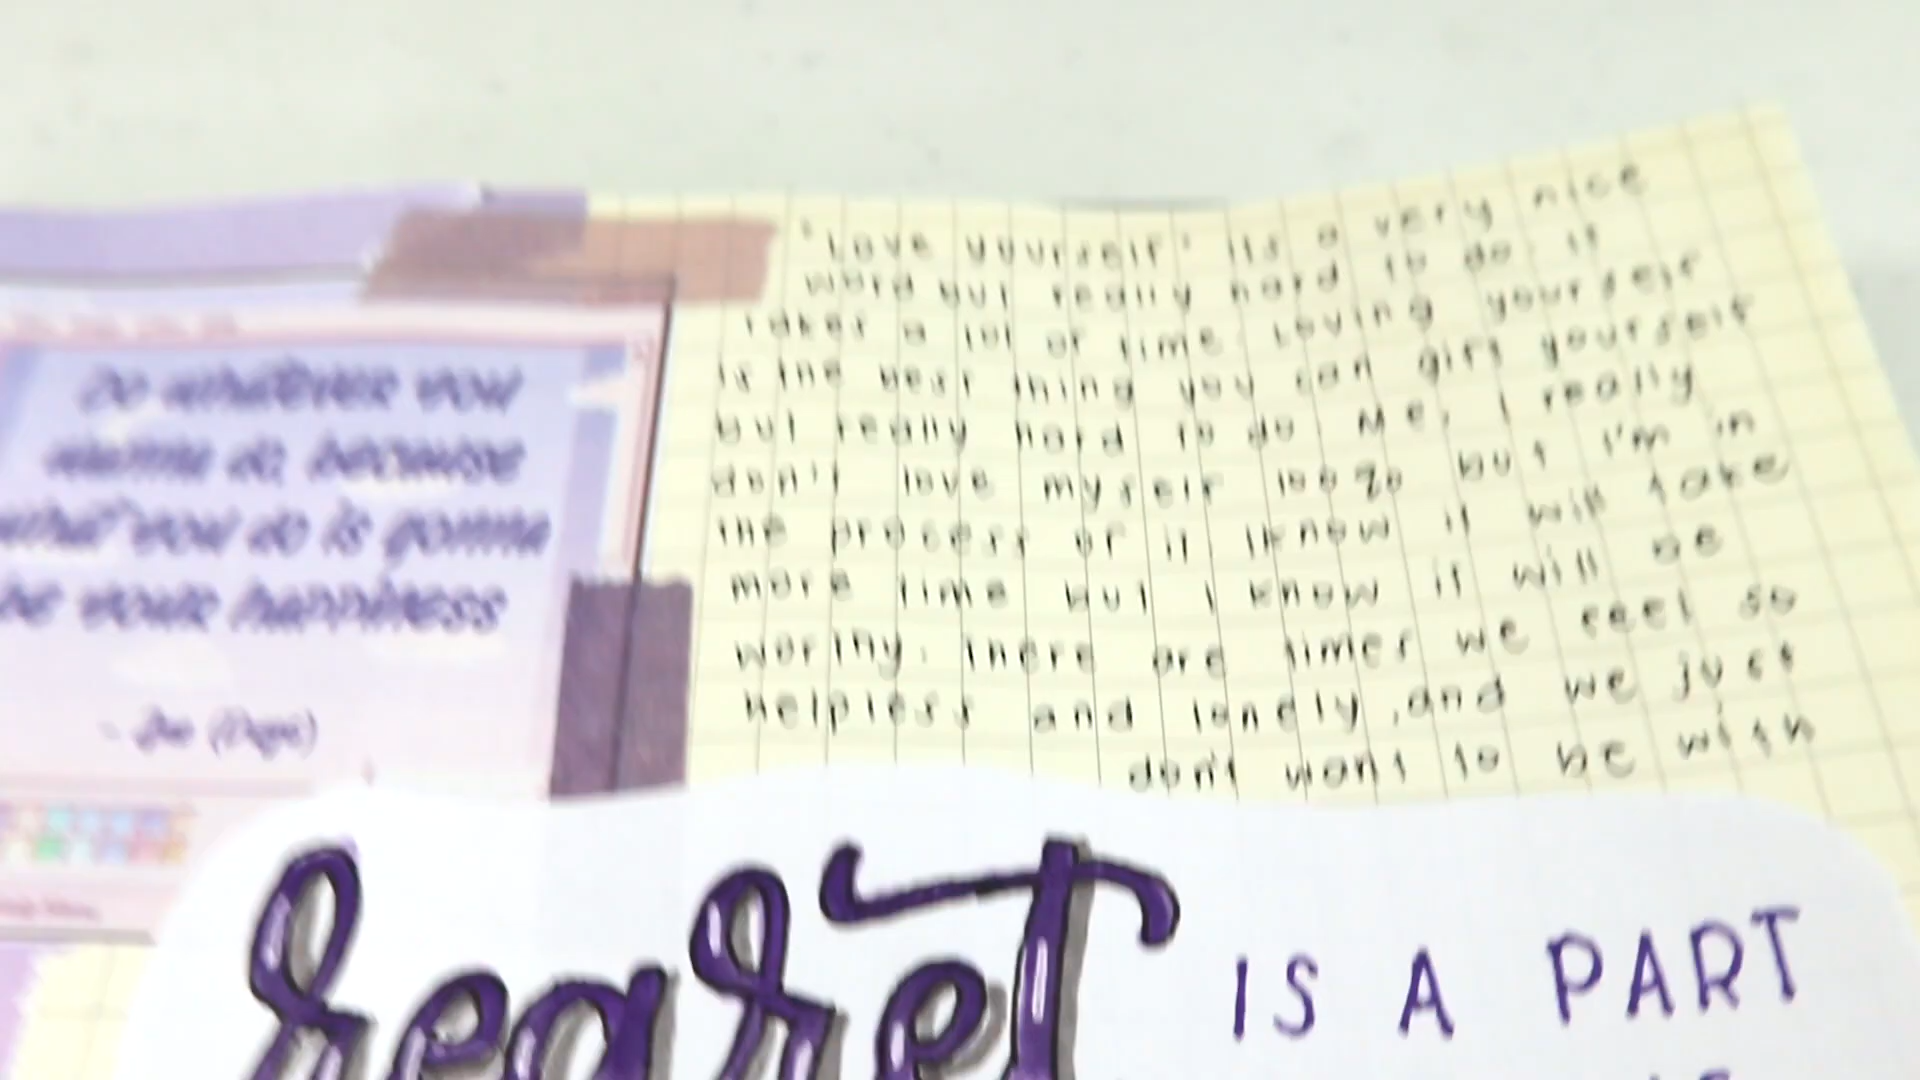 Do whatever you
wanna do, because
what you do is gonna
be your happiness
'Love yourself' its a very nice
word but really hard to do. it
takes a lot of time. Loving yourself
is the best thing you can gift yourself
but really hard to do. Me, I really
don't love myself 100% but I'm in
the process of it I know it will take
more time but I know it will be
worthy. there are times we feel so
helpless and lonely, and we just
don't want to be with
Regret IS A PART